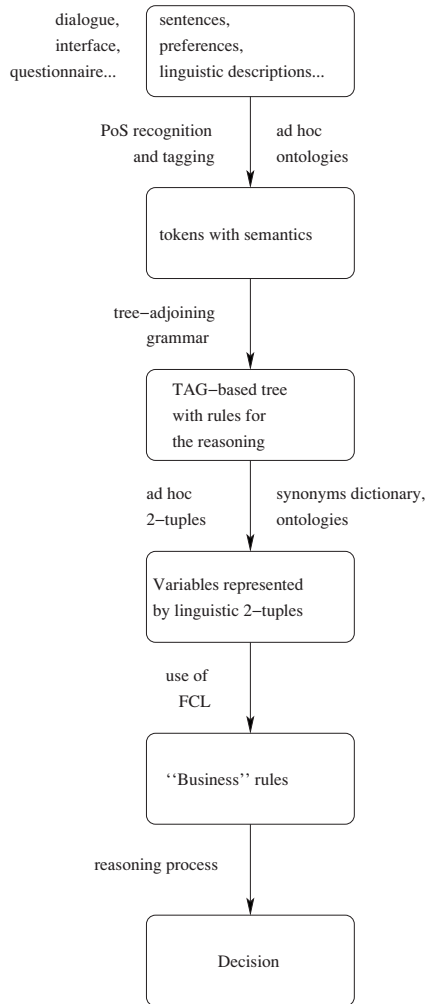 dialogue,
interface,
questionnaire...
sentences,
preferences,
linguistic descriptions...
PoS recognition
and tagging
ad hoc
ontologies
tokens with semantics
tree−adjoining
grammar
TAG−based tree
with rules for
the reasoning
ad hoc
2−tuples
synonyms dictionary,
ontologies
Variables represented
by linguistic 2−tuples
use of
FCL
‘‘Business’’ rules
reasoning process
Decision